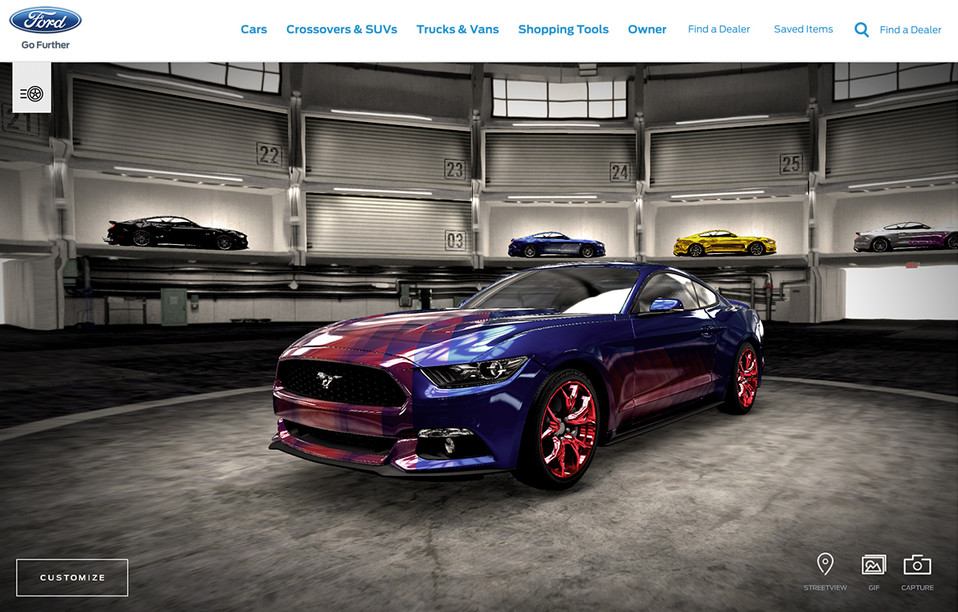 Ford
Go Further
Cars
Crossovers & SUVs
Trucks & Vans
Shopping Tools
Owner
Find a Dealer
Saved Items
Find a Dealer
21
22
23
24
25
03
CUSTOMIZE
STREETVIEW
GIF
CAPTURE